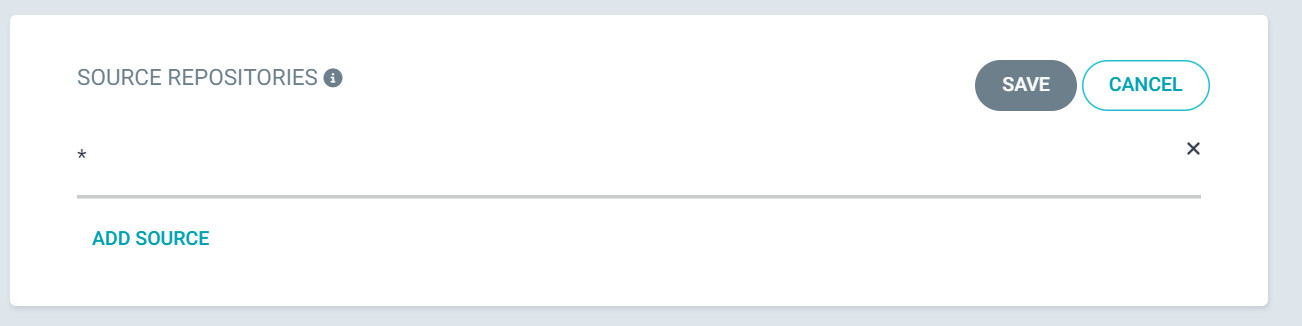 SOURCE REPOSITORIES
SAVE
CANCEL
*
ADD SOURCE